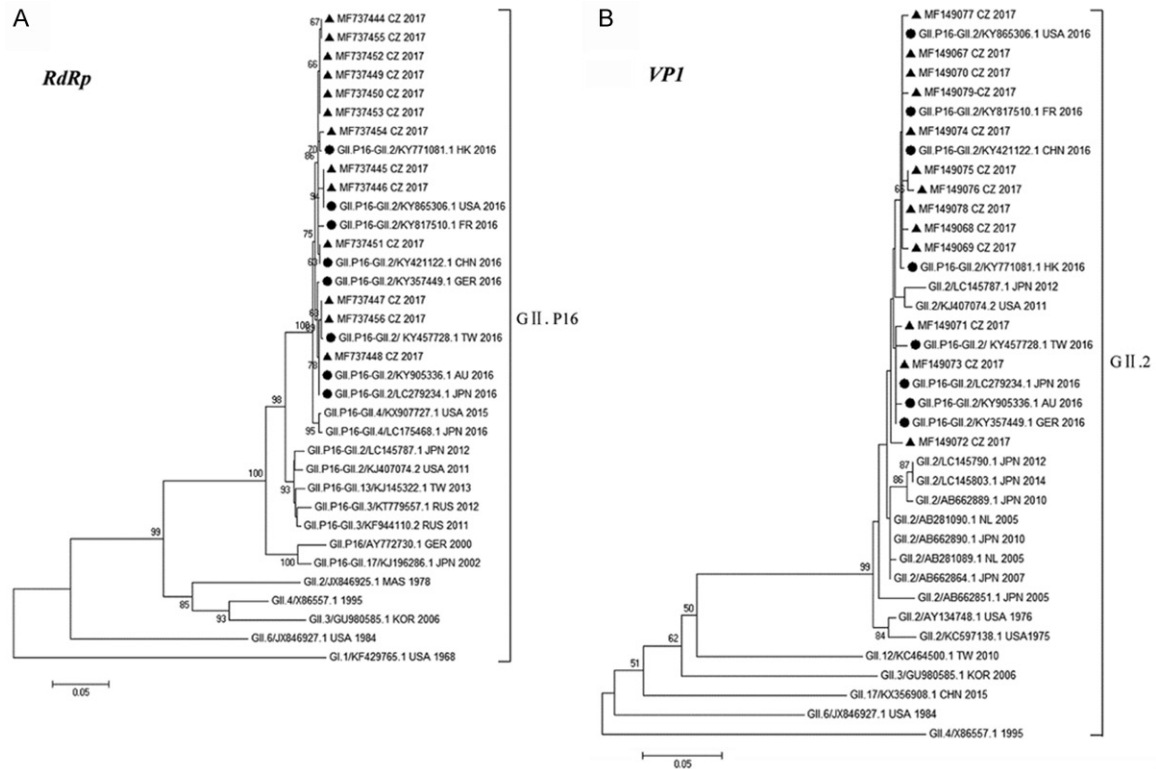 A
RdRp
67
MF737444 CZ 2017
MF737455 CZ 2017
66
MF737452 CZ 2017
MF737449 CZ 2017
MF737450 CZ 2017
MF737453 CZ 2017
MF737454 CZ 2017
70
GII.P16-GII.2/KY771081.1 HK 2016
86
MF737445 CZ 2017
MF737446 CZ 2017
94
GII.P16-GII.2/KY865306.1 USA 2016
GII.P16-GII.2/KY817510.1 FR 2016
75
MF737451 CZ 2017
GII.P16-GII.2/KY421122.1 CHN 2016
GII.P16-GII.2/KY357449.1 GER 2016
MF737447 CZ 2017
MF737456 CZ 2017
100
GII.P16-GII.2/ KY457728.1 TW 2016
MF737448 CZ 2017
78
GII.P16-GII.2/KY905336.1 AU 2016
GII.P16-GII.2/LC279234.1 JPN 2016
98
GII.P16-GII.4/KX907727.1 USA 2015
95
GII.P16-GII.4/LC175468.1 JPN 2016
GII.P16-GII.2/LC145787.1 JPN 2012
100
GII.P16-GII.2/KJ407074.2 USA 2011
93
GII.P16-GII.13/KJ145322.1 TW 2013
GII.P16-GII.3/KT779557.1 RUS 2012
GII.P16-GII.3/KF944110.2 RUS 2011
99
GII.P16/AY772730.1 GER 2000
100
GII.P16-GII.17/KJ196286.1 JPN 2002
GII.2/JX846925.1 MAS 1978
85
GII.4/X86557.1 1995
93
GII.3/GU980585.1 KOR 2006
GII.6/JX846927.1 USA 1984
GI.1/KF429765.1 USA 1968
0.05
GII. P16
B
VP1
MF149077 CZ 2017
GII.P16-GII.2/KY865306.1 USA 2016
MF149067 CZ 2017
MF149070 CZ 2017
MF149079-CZ 2017
GII.P16-GII.2/KY817510.1 FR 2016
MF149074 CZ 2017
GII.P16-GII.2/KY421122.1 CHN 2016
MF149075 CZ 2017
MF149076 CZ 2017
MF149078 CZ 2017
MF149068 CZ 2017
MF149069 CZ 2017
GII.P16-GII.2/KY771081.1 HK 2016
GII.2/LC145787.1 JPN 2012
GII.2/KJ407074.2 USA 2011
MF149071 CZ 2017
GII.P16-GII.2/ KY457728.1 TW 2016
MF149073 CZ 2017
GII.P16-GII.2/LC279234.1 JPN 2016
GII.P16-GII.2/KY905336.1 AU 2016
GII.P16-GII.2/KY357449.1 GER 2016
MF149072 CZ 2017
87
GII.2/LC145790.1 JPN 2012
86
GII.2/LC145803.1 JPN 2014
GII.2/AB662889.1 JPN 2010
GII.2/AB281090.1 NL 2005
GII.2/AB662890.1 JPN 2010
GII.2/AB281089.1 NL 2005
99
GII.2/AB662864.1 JPN 2007
GII.2/AB662851.1 JPN 2005
50
GII.2/AY134748.1 USA 1976
84
GII.2/KC597138.1 USA1975
62
GII.12/KC464500.1 TW 2010
51
GII.3/GU980585.1 KOR 2006
GII.17/KX356908.1 CHN 2015
GII.6/JX846927.1 USA 1984
GII.4/X86557.1 1995
0.05
GII.2